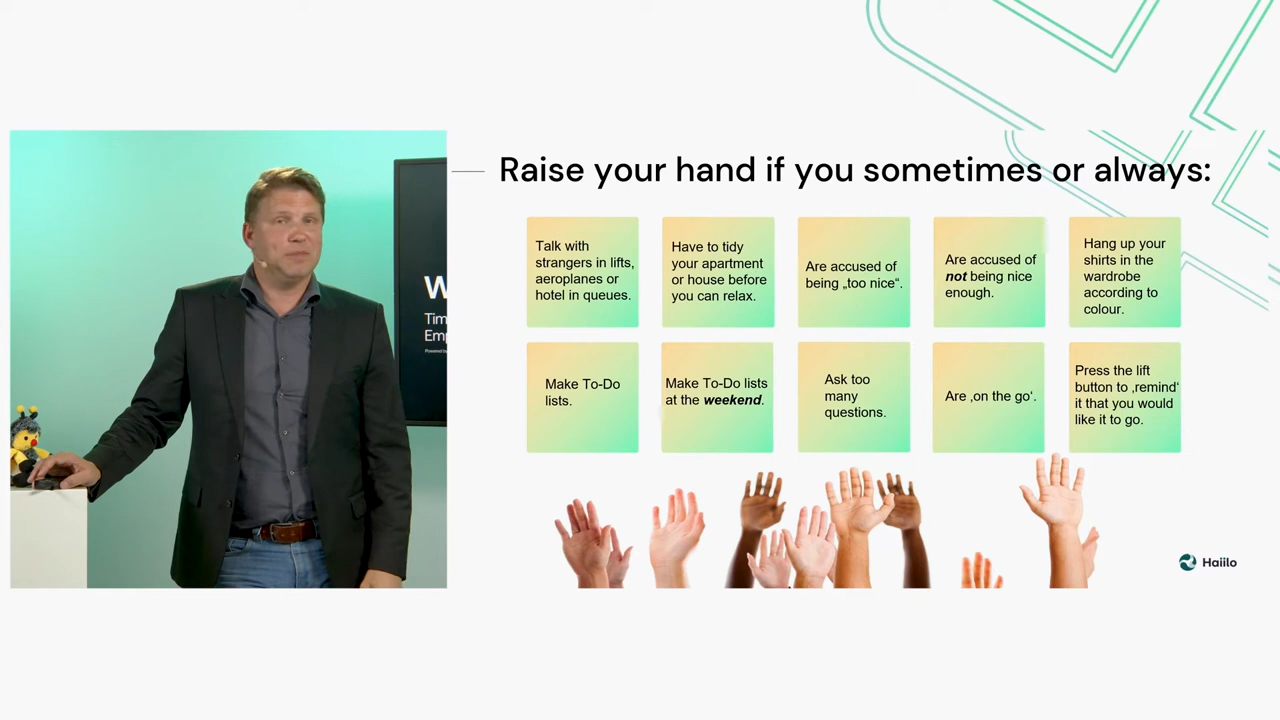 Raise your hand if you sometimes or always:
Talk with
strangers in lifts,
aeroplanes or
hotel in queues.
Have to tidy
your apartment
or house before
you can relax.
Are accused of
being „too nice“.
Are accused of
not being nice
enough.
Hang up your
shirts in the
wardrobe
according to
colour.
Make To-Do
lists.
Make To-Do lists
at the weekend.
Ask too
many
questions.
Are ‚on the go‘.
Press the lift
button to ‚remind‘
it that you would
like it to go.
W
Tim
Emp
Powered by
Haiilo